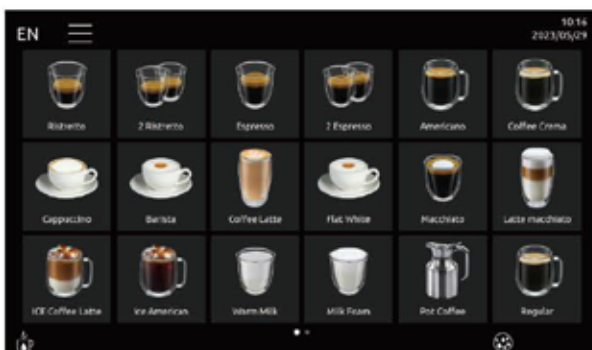 EN
10:16
2023/05/29
Ristretto
2 Ristretto
Espresso
2 Espresso
Americano
Coffee Crema
Cappuccino
Barista
Coffee Latte
Flat White
Macchiato
Latte macchiato
ICE Coffee Latte
Ice American
Warm Milk
Milk Foam
Pot Coffee
Regular